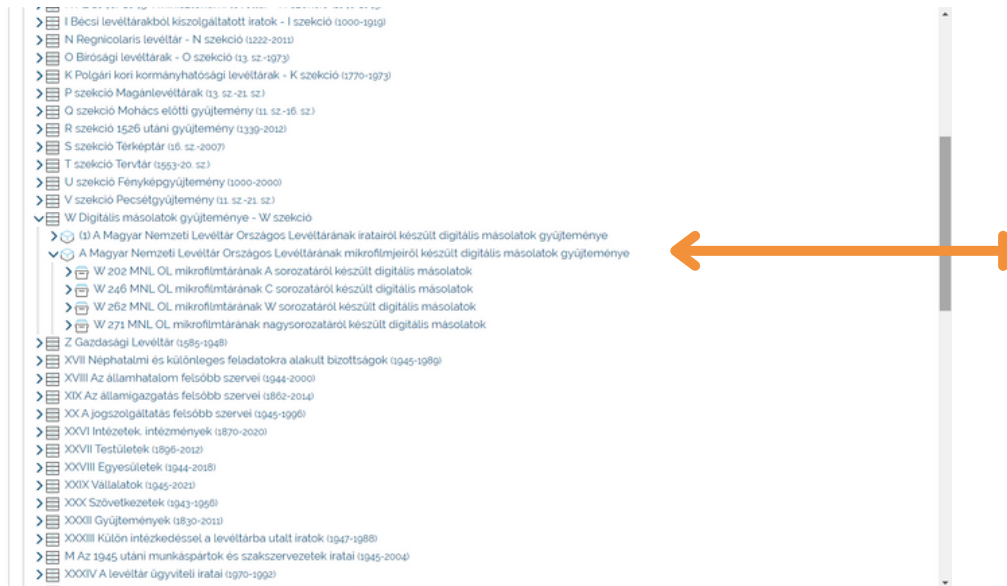 I Bécsi levéltárakból kiszolgáltatott iratok - I szekció (1000-1919)
N Regnicolaris levéltár - N szekció (1222-2011)
O Bírósági levéltárak - O szekció (13. sz.-1973)
K Polgári kori kormányhatósági levéltárak - K szekció (1770-1973)
P szekció Magánlevéltárak (13. sz.-21. sz.)
Q szekció Mohács előtti gyűjtemény (11. sz.-16. sz.)
R szekció 1526 utáni gyűjtemény (1339-2012)
S szekció Térképtár (16. sz.-2007)
T szekció Tervtár (1553-20. sz.)
U szekció Fényképgyűjtemény (1000-2000)
V szekció Pecsétgyűjtemény (11. sz.-21. sz.)
W Digitális másolatok gyűjteménye - W szekció
(1) A Magyar Nemzeti Levéltár Országos Levéltárának iratairól készült digitális másolatok gyűjteménye
A Magyar Nemzeti Levéltár Országos Levéltárának mikrofilmjeiről készült digitális másolatok gyűjteménye
W 202 MNL OL mikrofilmtárának A sorozatáról készült digitális másolatok
W 246 MNL OL mikrofilmtárának C sorozatáról készült digitális másolatok
W 262 MNL OL mikrofilmtárának W sorozatáról készült digitális másolatok
W 271 MNL OL mikrofilmtárának nagysorozatáról készült digitális másolatok
Z Gazdasági Levéltár (1585-1948)
XVII Néphatalmi és különleges feladatokra alakult bizottságok (1945-1989)
XVIII Az államhatalom felsőbb szervei (1944-2000)
XIX Az államigazgatás felsőbb szervei (1862-2014)
XX A jogszolgáltatás felsőbb szervei (1945-1996)
XXVI Intézetek, intézmények (1870-2020)
XXVII Testületek (1896-2012)
XXVIII Egyesületek (1944-2018)
XXIX Vállalatok (1945-2021)
XXX Szövetkezetek (1943-1956)
XXXII Gyűjtemények (1830-2011)
XXXIII Külön intézkedéssel a levéltárba utalt iratok (1947-1988)
M Az 1945 utáni munkáspártok és szakszervezetek iratai (1945-2004)
XXXIV A levéltár ügyviteli iratai (1970-1992)